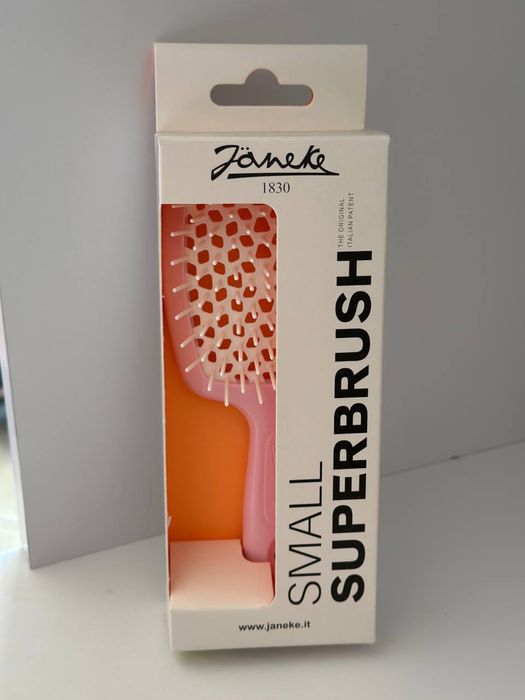 Jäneke
1830
THE ORIGINAL
ITALIAN PATENT
SMALL
SUPERBRUSH
www.janeke.it